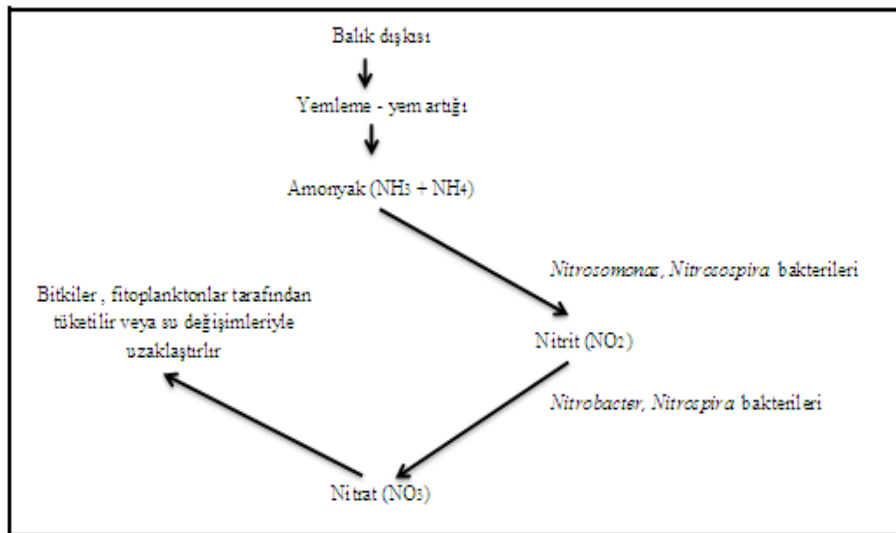 Balık dışkısı
Yemleme - yem artığı
Amonyak (NH3 + NH4)
Nitrosomonas, Nitrosospira bakterileri
Nitrit (NO2)
Nitrobacter, Nitrospira bakterileri
Nitrat (NO3)
Bitkiler , fitoplanktonlar tarafından
tüketilir veya su değişimleriyle
uzaklaştırlır